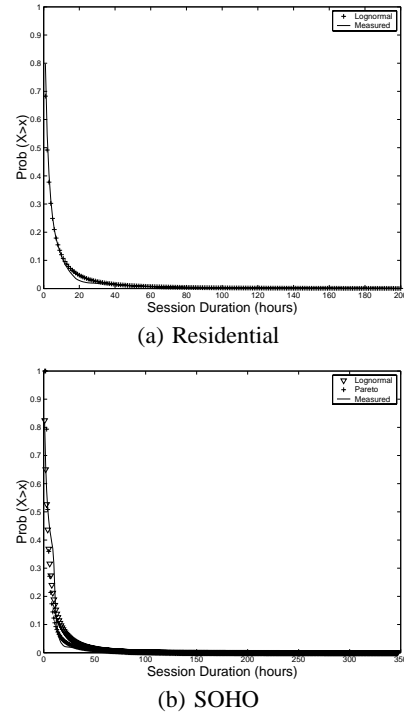 1
0.9
0.8
0.7
0.6
0.5
0.4
0.3
0.2
0.1
0
Prob (X>x)
Lognormal
Measured
0 20 40 60 80 100 120 140 160 180 200
Session Duration (hours)
(a) Residential
1
0.9
0.8
0.7
0.6
0.5
0.4
0.3
0.2
0.1
0
Prob (X>x)
Lognormal
Pareto
Measured
0 50 100 150 200 250 300 350
Session Duration (hours)
(b) SOHO